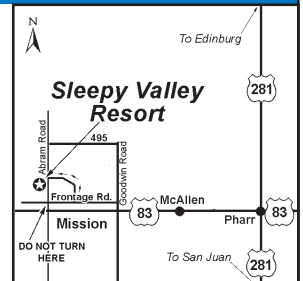 N
To Edinburg
281
Sleepy Valley
Resort
Abram Road
495
Goodwin Road
Frontage Rd.
McAllen
83
83
Mission
Pharr
DO NOT TURN
HERE
To San Juan
281